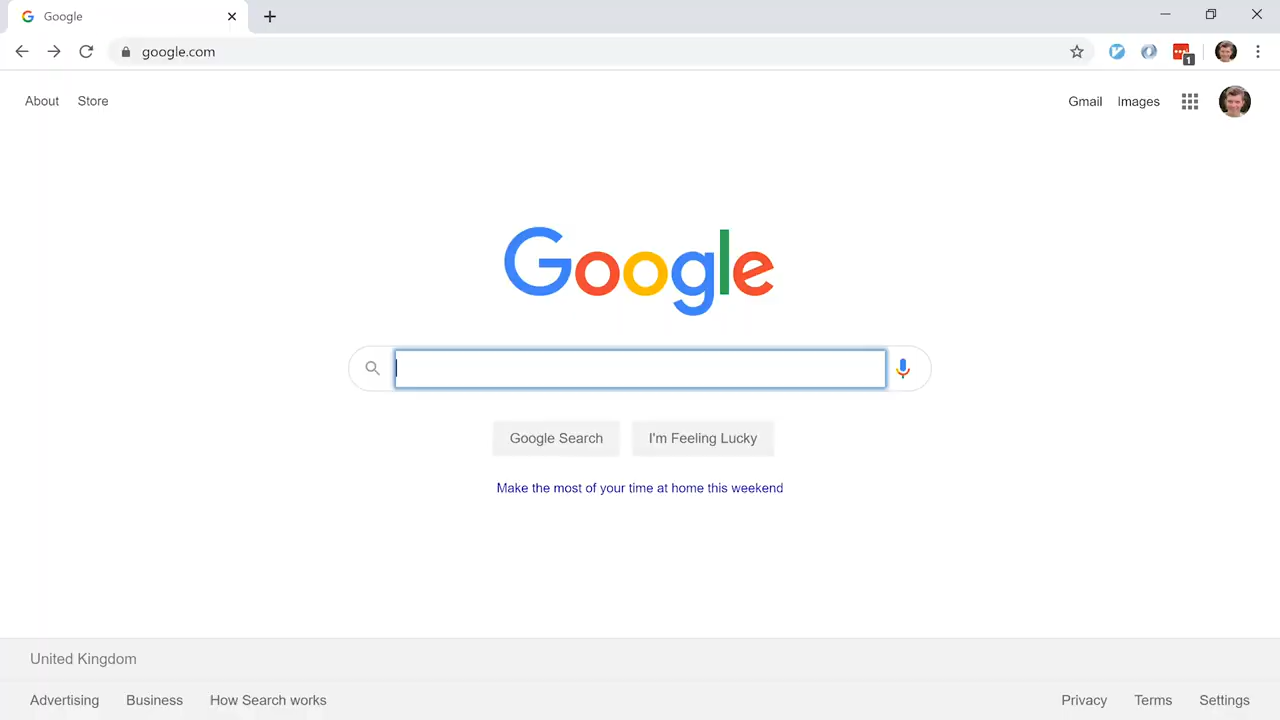 Google
google.com
1
About Store
Gmail Images
Google
Google Search I'm Feeling Lucky
Make the most of your time at home this weekend
United Kingdom
Advertising Business How Search works
Privacy Terms Settings